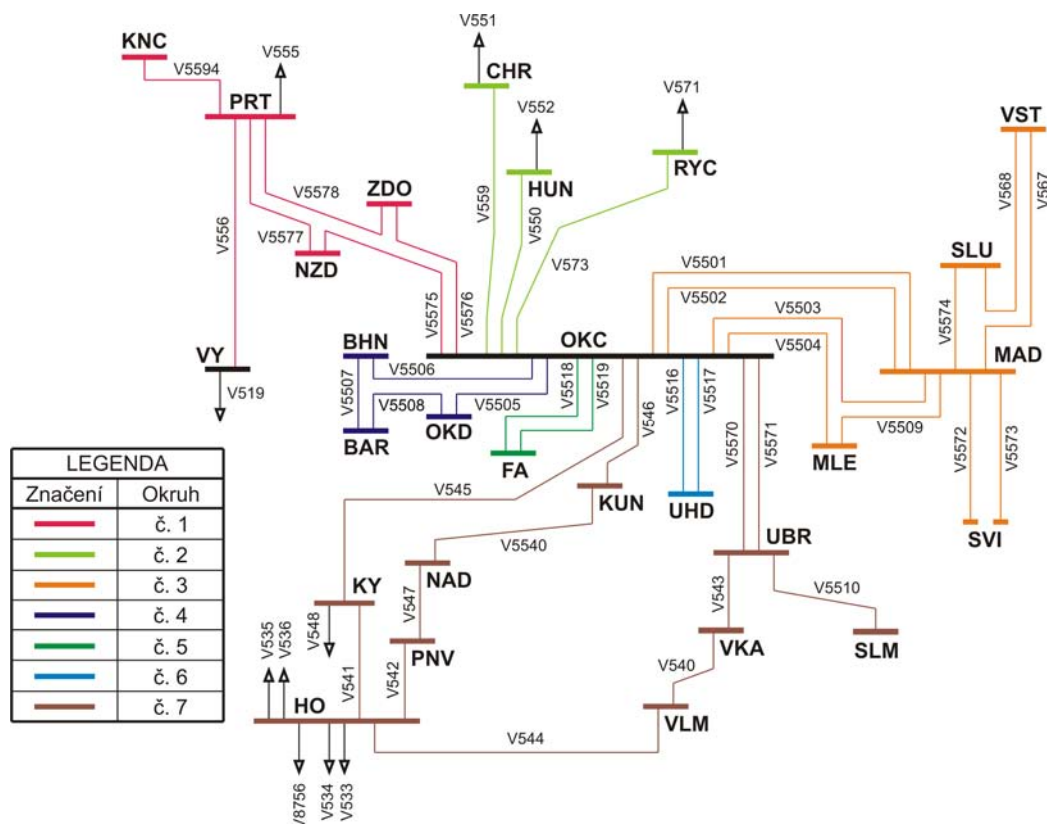 V551
KNC
V555
CHR
V5594
V571
V552
PRT
VST
RYC
HUN
V568
V567
ZDO
V5578
V559
V550
V556
V5577
NZD
V573
SLU
V5501
V5502
V5574
V5575
V5576
V5503
V5504
BHN
OKC
MAD
VY
V519
V5506
V5507
V5508
V5505
V5518
V5519
V546
V5516
V5517
BAR
OKD
V5570
V5571
V5509
V5572
V5573
FA
MLE
LEGENDA
Značení
Okruh
V545
KUN
UHD
č. 1
SVI
UBR
V5540
č. 2
NAD
KY
V543
V5510
č. 3
V547
V548
č. 4
V535
V536
PNV
VKA
SLM
č. 5
V541
V542
V540
č. 6
HO
VLM
č. 7
V544
V8756
V534
V533